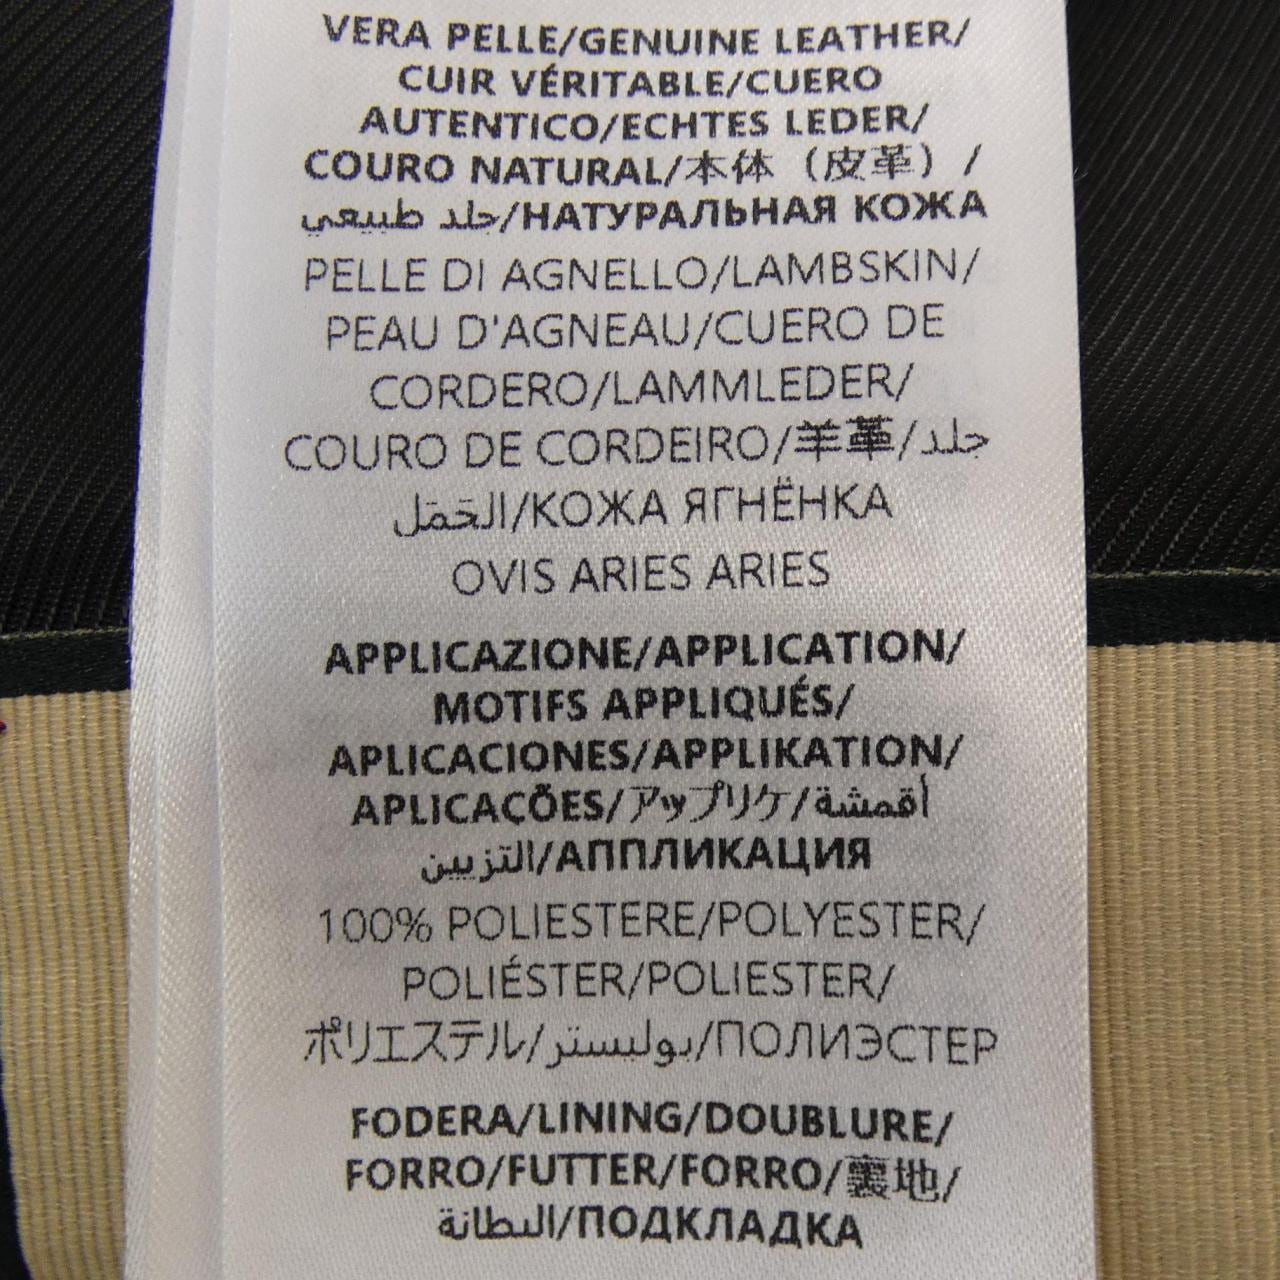 VERA PELLE/GENUINE LEATHER/
CUIR VÉRITABLE/CUERO
AUTENTICO/ECHTES LEDER/
COURO NATURAL/本体（皮革）/
جلد طبيعي/НАТУРАЛЬНАЯ КОЖА
PELLE DI AGNELLO/LAMBSKIN/
PEAU D'AGNEAU/CUERO DE
CORDERO/LAMMLEDER/
COURO DE CORDEIRO/羊革/جلد
الحَمَل/КОЖА ЯГНЁНКА
OVIS ARIES ARIES
APPLICAZIONE/APPLICATION/
MOTIFS APPLIQUÉS/
APLICACIONES/APPLIKATION/
APLICAÇÕES/アップリケ/أقمشة
التزيين/АППЛИКАЦИЯ
100% POLIESTERE/POLYESTER/
POLIÉSTER/POLIESTER/
ポリエステル/بوليستر/ПОЛИЭСТЕР
FODERA/LINING/DOUBLURE/
FORRO/FUTTER/FORRO/裏地/
البطانة/ПОДКЛАДКА